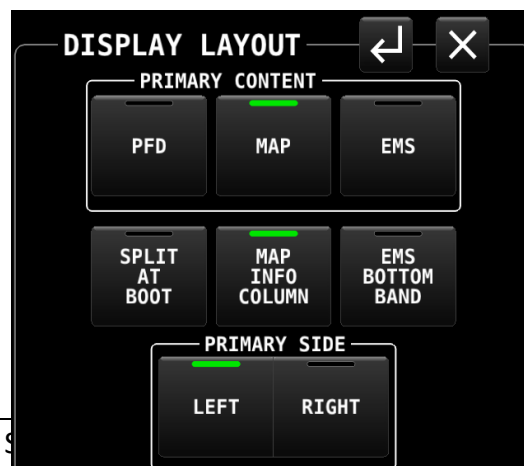 DISPLAY LAYOUT
PRIMARY CONTENT
PFD MAP EMS
SPLIT AT BOOT
MAP INFO COLUMN
EMS BOTTOM BAND
PRIMARY SIDE
LEFT RIGHT